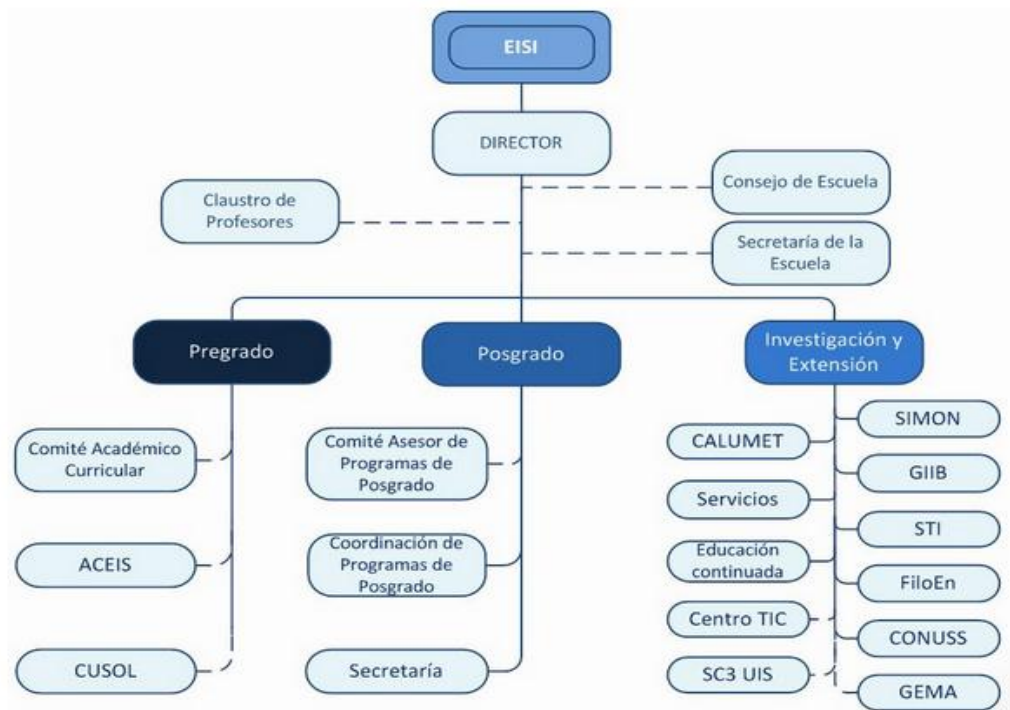 EISI
DIRECTOR
Consejo de Escuela
Claustro de
Profesores
Secretaría de la
Escuela
Pregrado
Posgrado
Investigación y
Extensión
Comité Académico
Curricular
ACEIS
CUSOL
Comité Asesor de
Programas de
Posgrado
Coordinación de
Programas de
Posgrado
Secretaría
CALUMET
Servicios
Educación
continuada
Centro TIC
SC3 UIS
SIMON
GIIB
STI
FiloEn
CONUSS
GEMA